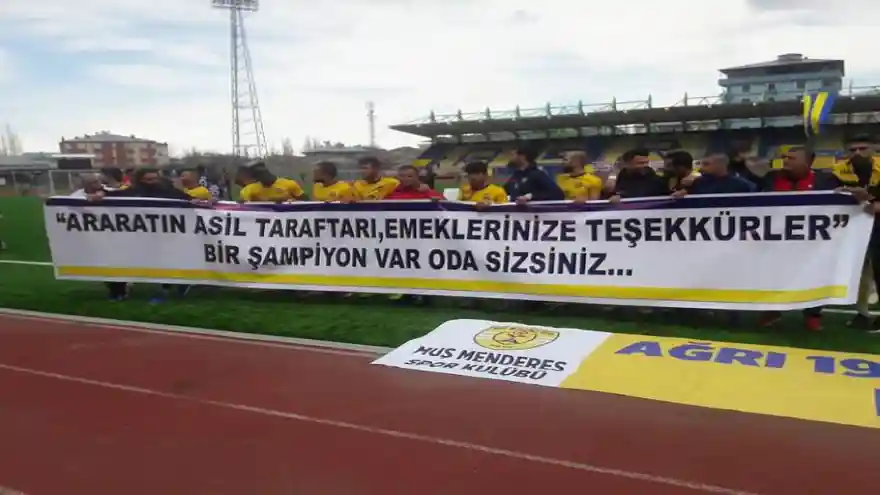 “ARARATIN ASİL TARAFTARI,EMEKLERİNİZE TEŞEKKÜRLER”
BİR ŞAMPİYON VAR ODA SİZSİNİZ...
MUŞ MENDERES
SPOR KULÜBÜ
AĞRI 19